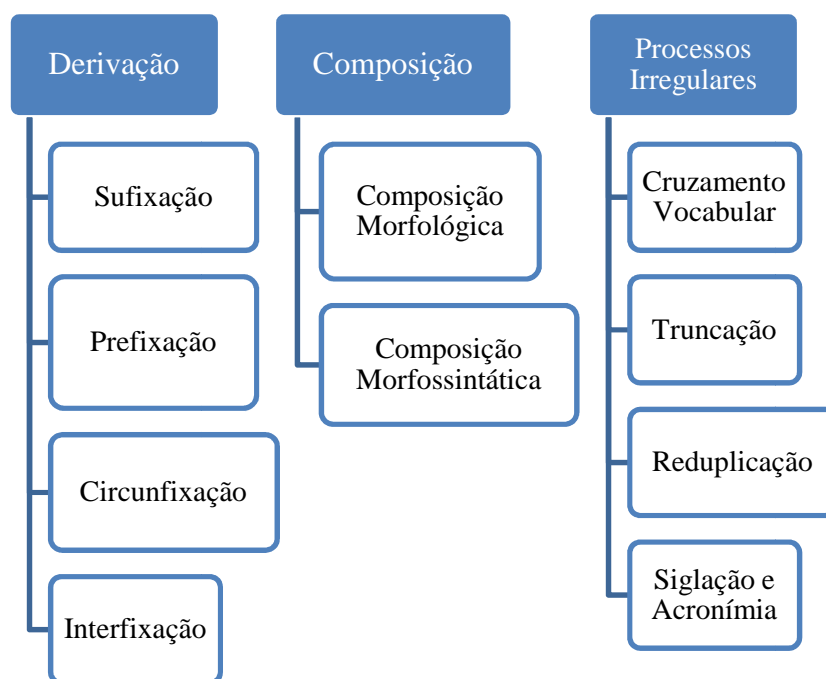 Derivação
Sufixação
Prefixação
Circunfixação
Interfixação
Composição
Composição
Morfológica
Composição
Morfossintática
Processos
Irregulares
Cruzamento
Vocabular
Truncação
Reduplicação
Siglação e
Acronímia